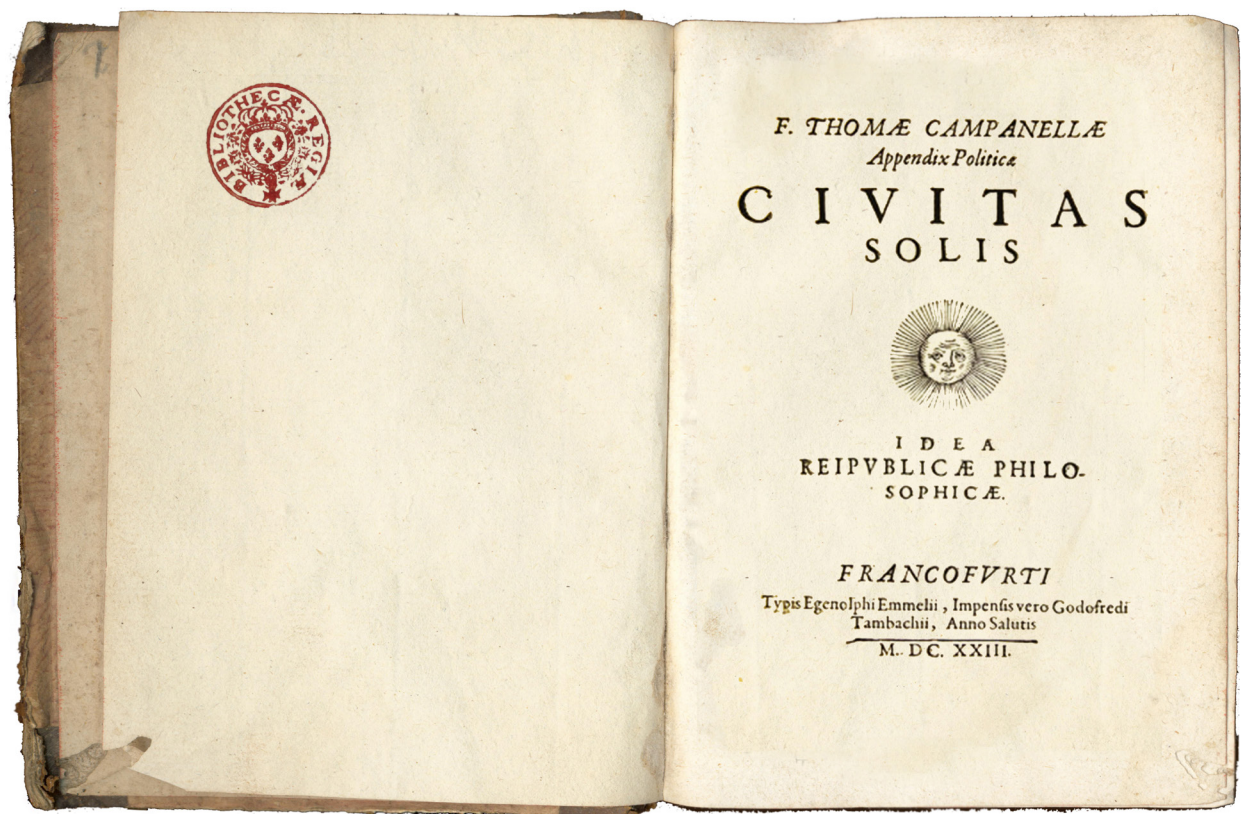 BIBLIOTHECÆ · REGIÆ
F. THOMÆ CAMPANELLÆ
Appendix Politicæ
CIVITAS
SOLIS
IDEA
REIPVBLICÆ PHILO-
SOPHICÆ.
FRANCOFVRTI
Typis Egenolphi Emmelii, Impensis vero Godofredi
Tambachii, Anno Salutis
M. DC. XXIII.